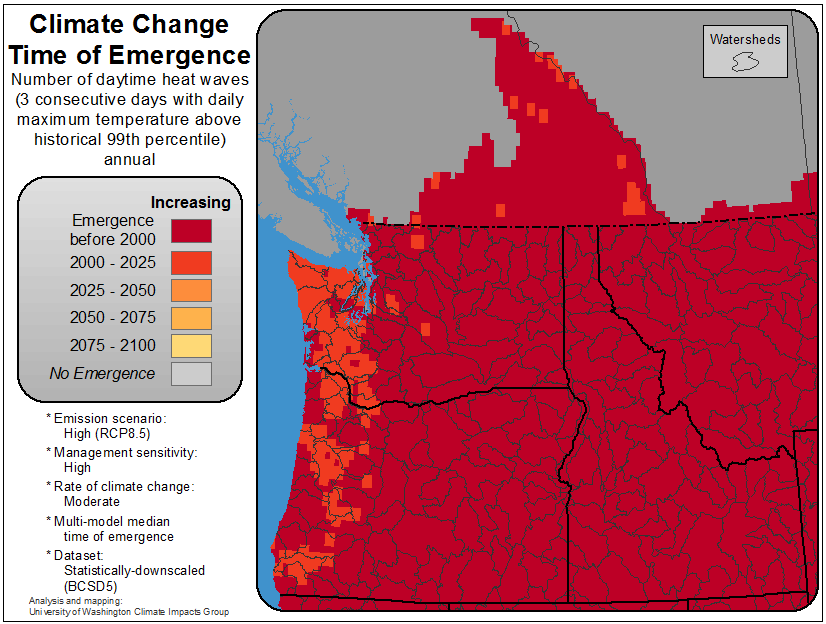 Climate Change
Time of Emergence
Number of daytime heat waves
(3 consecutive days with daily
maximum temperature above
historical 99th percentile)
annual
Increasing
Emergence
before 2000
2000 - 2025
2025 - 2050
2050 - 2075
2075 - 2100
No Emergence
* Emission scenario:
High (RCP8.5)
* Management sensitivity:
High
* Rate of climate change:
Moderate
* Multi-model median
time of emergence
* Dataset:
Statistically-downscaled
(BCSD5)
Analysis and mapping:
University of Washington Climate Impacts Group
Watersheds